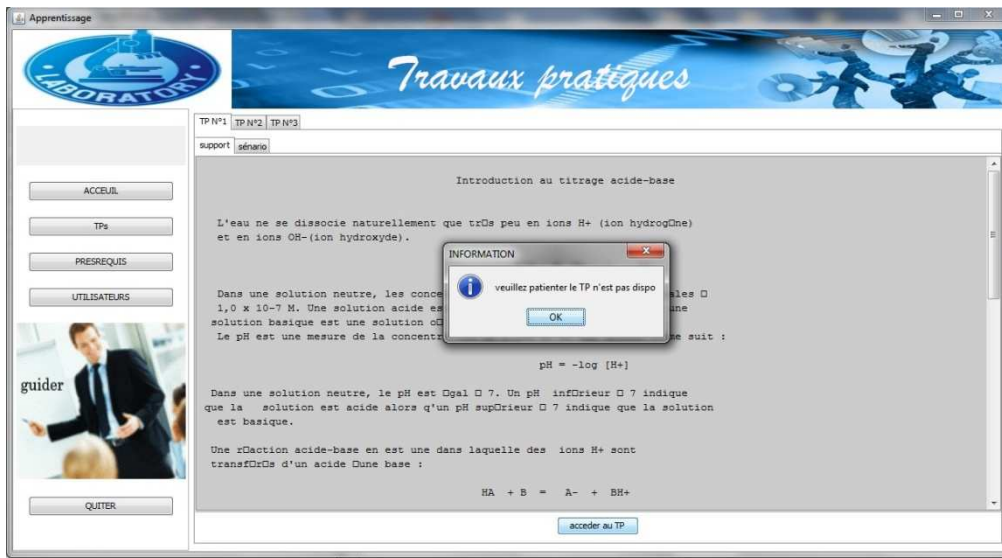 Apprentissage
LABORATORY
Travaux pratiques
TP N°1 TP N°2 TP N°3
support sénario
ACCEUIL
TPs
PRESREQUIS
UTILISATEURS
guider
QUITER
Introduction au titrage acide-base
L'eau ne se dissocie naturellement que tr□s peu en ions H+ (ion hydrog□ne)
et en ions OH-(ion hydroxyde).
INFORMATION
veuillez patienter le TP n'est pas dispo
OK
Dans une solution neutre, les conce ales □
1,0 x 10-7 M. Une solution acide es une
solution basique est une solution o□
Le pH est une mesure de la concentr me suit :
pH = -log [H+]
Dans une solution neutre, le pH est □gal □ 7. Un pH inf□rieur □ 7 indique
que la solution est acide alors q'un pH sup□rieur □ 7 indique que la solution
est basique.
Une r□action acide-base en est une dans laquelle des ions H+ sont
transf□r□s d'un acide □une base :
HA + B = A- + BH+
acceder au TP